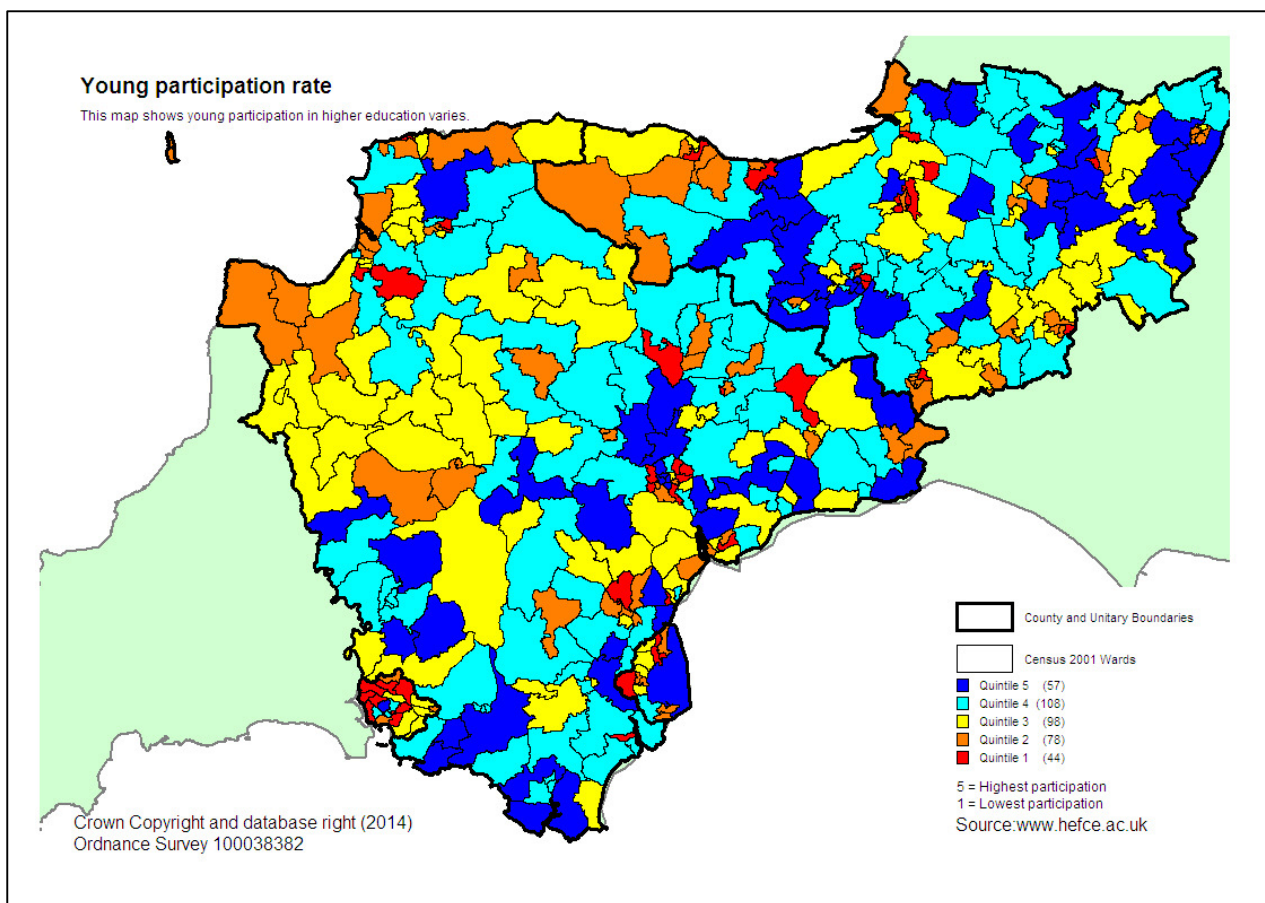 Young participation rate
This map shows young participation in higher education varies.
County and Unitary Boundaries
Census 2001 Wards
Quintile 5 (57)
Quintile 4 (108)
Quintile 3 (98)
Quintile 2 (78)
Quintile 1 (44)
5 = Highest participation
1 = Lowest participation
Source:www.hefce.ac.uk
Crown Copyright and database right (2014)
Ordnance Survey 100038382